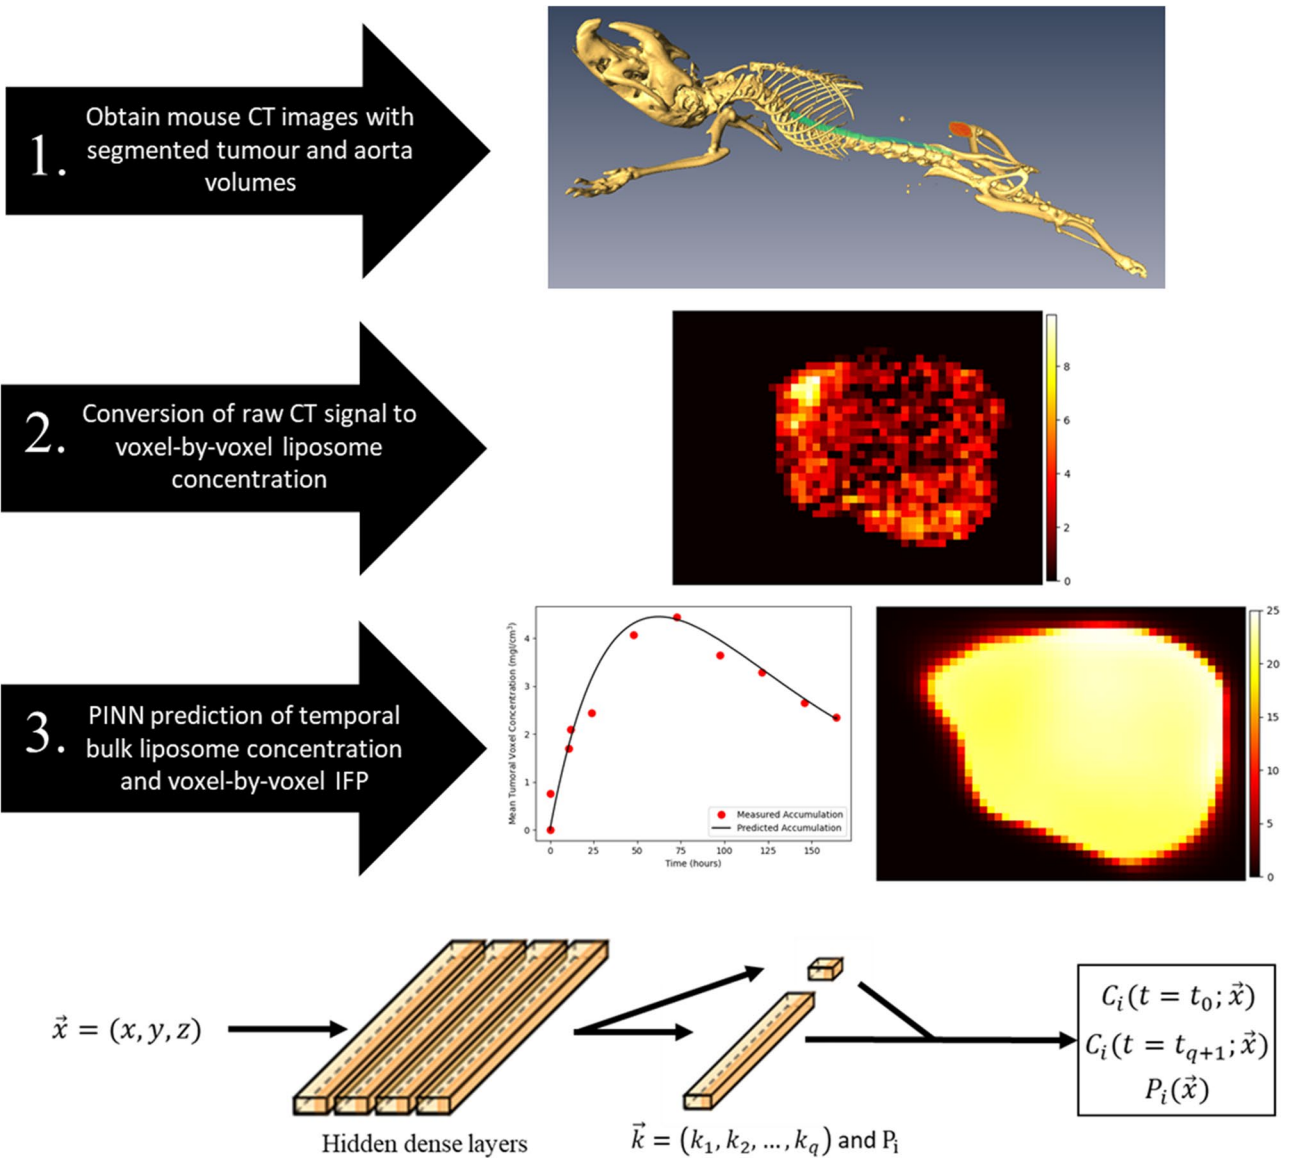 1.
Obtain mouse CT images with
segmented tumour and aorta
volumes
2.
Conversion of raw CT signal to
voxel-by-voxel liposome
concentration
8
6
4
2
0
3.
PINN prediction of temporal
bulk liposome concentration
and voxel-by-voxel IFP
Mean Tumoral Voxel Concentration (mgI/cm³)
4
3
2
1
0
Measured Accumulation
Predicted Accumulation
0 25 50 75 100 125 150
Time (hours)
25
20
15
10
5
0
x⃗ = (x, y, z)
Hidden dense layers
k⃗ = (k₁, k₂, ..., k_q) and Pᵢ
Cᵢ(t = t₀; x⃗)
Cᵢ(t = t_{q+1}; x⃗)
Pᵢ(x⃗)